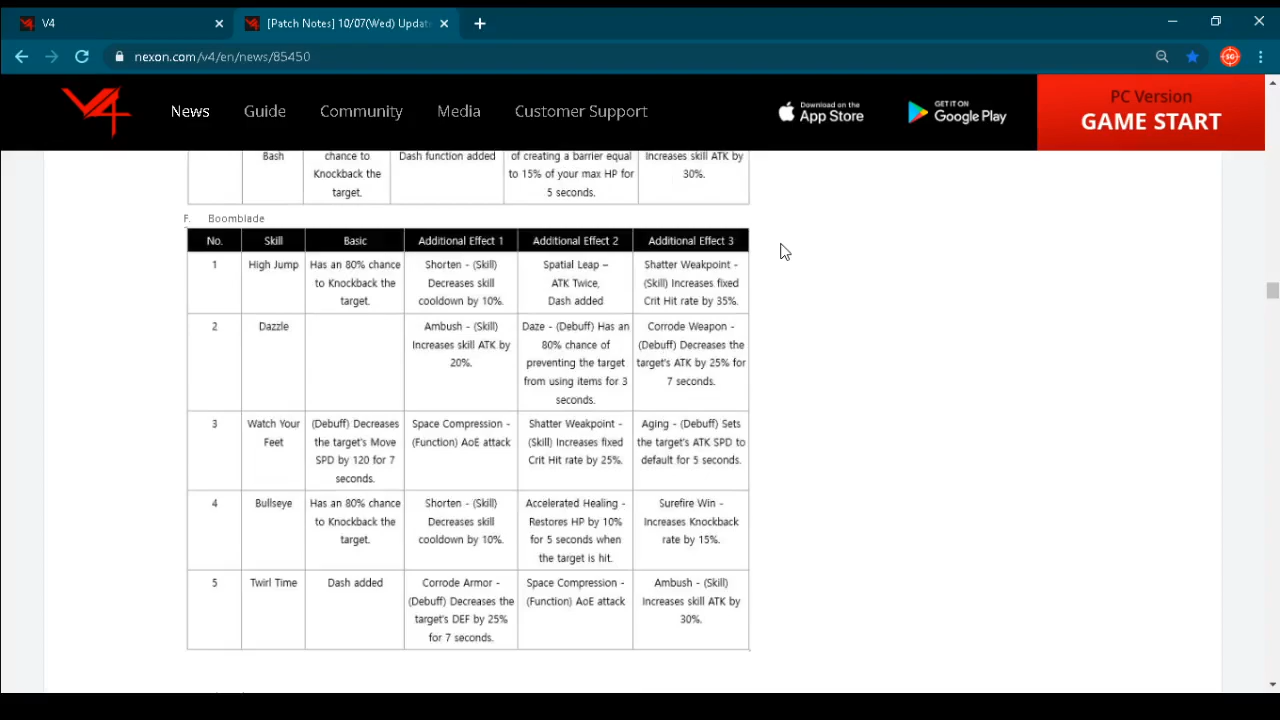 V4
[Patch Notes] 10/07(Wed) Updat
nexon.com/v4/en/news/85450
V4
News
Guide
Community
Media
Customer Support
Download on the
App Store
GET IT ON
Google Play
PC Version
GAME START
Bash
chance to
Knockback the
target.
Dash function added
of creating a barrier equal
to 15% of your max HP for
5 seconds.
Increases skill ATK by
30%.
F. Boomblade
No.
Skill
Basic
Additional Effect 1
Additional Effect 2
Additional Effect 3
1
High Jump
Has an 80% chance
to Knockback the
target.
Shorten - (Skill)
Decreases skill
cooldown by 10%.
Spatial Leap –
ATK Twice,
Dash added
Shatter Weakpoint -
(Skill) Increases fixed
Crit Hit rate by 35%.
2
Dazzle
Ambush - (Skill)
Increases skill ATK by
20%.
Daze - (Debuff) Has an
80% chance of
preventing the target
from using items for 3
seconds.
Corrode Weapon -
(Debuff) Decreases the
target's ATK by 25% for
7 seconds.
3
Watch Your
Feet
(Debuff) Decreases
the target's Move
SPD by 120 for 7
seconds.
Space Compression -
(Function) AoE attack
Shatter Weakpoint -
(Skill) Increases fixed
Crit Hit rate by 25%.
Aging - (Debuff) Sets
the target's ATK SPD to
default for 5 seconds.
4
Bullseye
Has an 80% chance
to Knockback the
target.
Shorten - (Skill)
Decreases skill
cooldown by 10%.
Accelerated Healing -
Restores HP by 10%
for 5 seconds when
the target is hit.
Surefire Win -
Increases Knockback
rate by 15%.
5
Twirl Time
Dash added
Corrode Armor -
(Debuff) Decreases the
target's DEF by 25%
for 7 seconds.
Space Compression -
(Function) AoE attack
Ambush - (Skill)
Increases skill ATK by
30%.